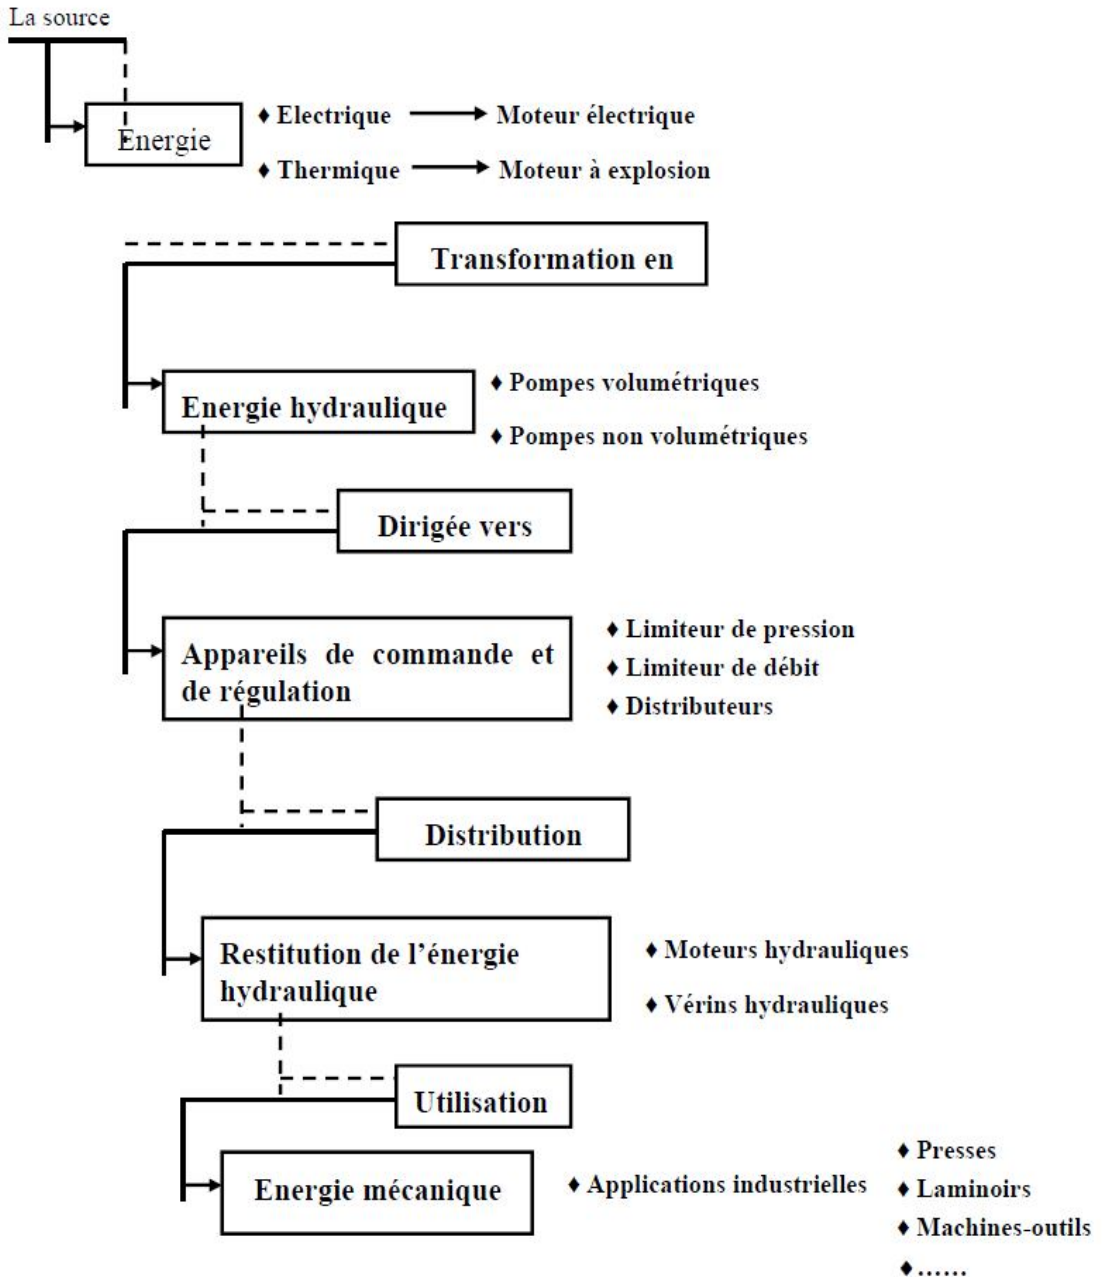 La source
Energie
♦ Electrique
Moteur électrique
♦ Thermique
Moteur à explosion
Transformation en
Energie hydraulique
♦ Pompes volumétriques
♦ Pompes non volumétriques
Dirigée vers
Appareils de commande et
de régulation
♦ Limiteur de pression
♦ Limiteur de débit
♦ Distributeurs
Distribution
Restitution de l'énergie
hydraulique
♦ Moteurs hydrauliques
♦ Vérins hydrauliques
Utilisation
Energie mécanique
♦ Applications industrielles
♦ Presses
♦ Laminoirs
♦ Machines-outils
♦ ......